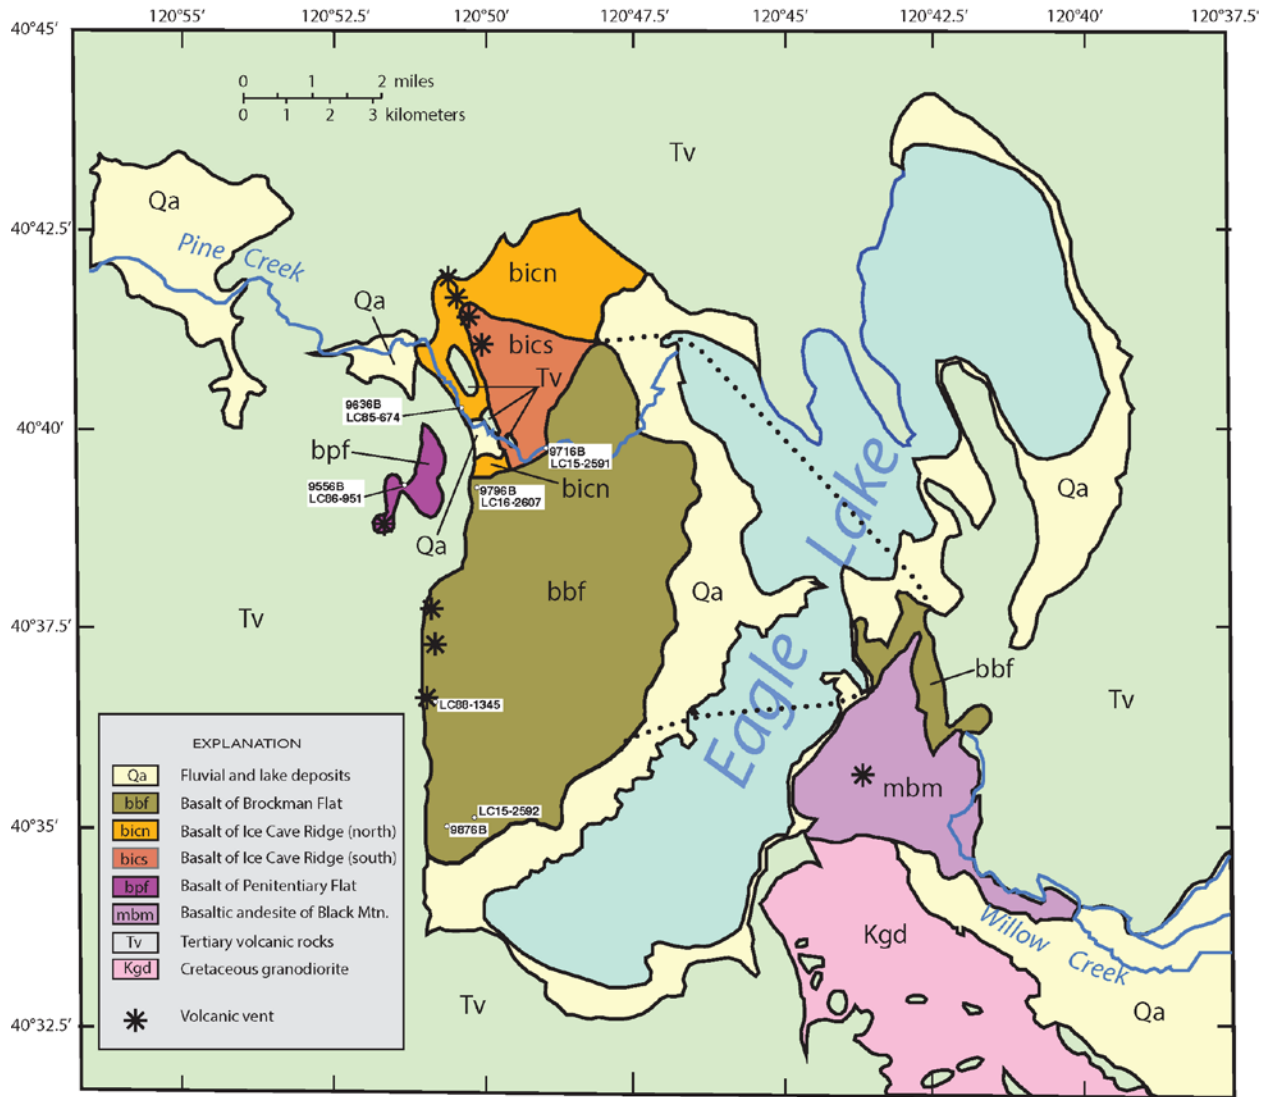 120°55' 120°52.5' 120°50' 120°47.5' 120°45' 120°42.5' 120°40' 120°37.5'
40°45'
0 1 2 miles
0 1 2 3 kilometers
Tv
Qa
40°42.5'
Pine Creek
bicn
Qa
bics
Tv
9636B
LC85-674
40°40'
bpf
9716B
LC15-2591
9556B
LC86-951
9796B
LC16-2607
bicn
Qa
Qa
Lake
bbf
Qa
Tv
40°37.5'
Eagle
bbf
Tv
LC88-1345
mbm
LC15-2592
9876B
40°35'
EXPLANATION
Qa Fluvial and lake deposits
bbf Basalt of Brockman Flat
bicn Basalt of Ice Cave Ridge (north)
bics Basalt of Ice Cave Ridge (south)
bpf Basalt of Penitentiary Flat
mbm Basaltic andesite of Black Mtn.
Tv Tertiary volcanic rocks
Kgd Cretaceous granodiorite
Volcanic vent
Kgd
Willow Creek
Tv
Qa
40°32.5'